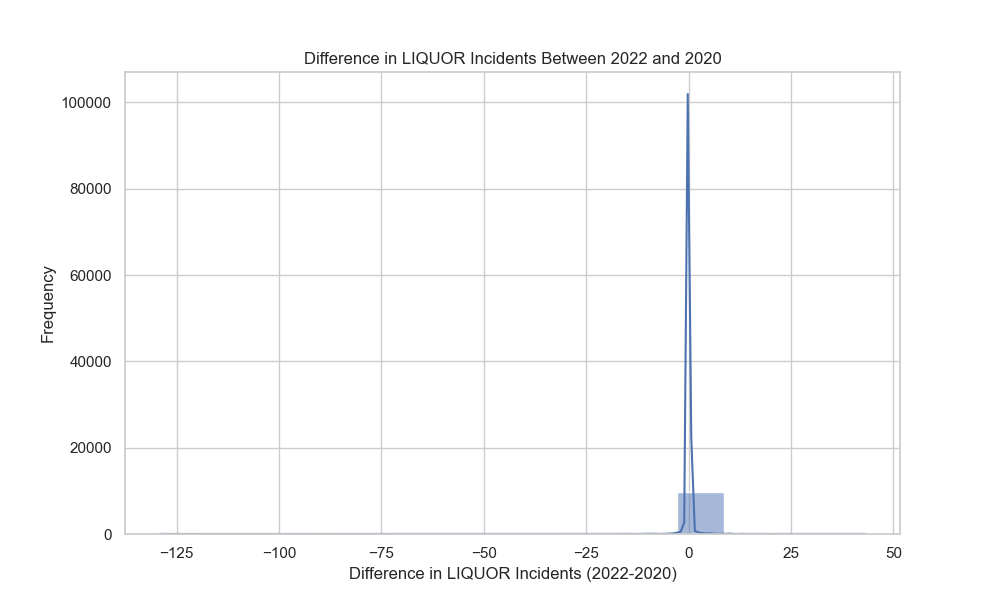 Difference in LIQUOR Incidents Between 2022 and 2020
100000
80000
60000
40000
20000
0
Frequency
−125 −100 −75 −50 −25 0 25 50
Difference in LIQUOR Incidents (2022-2020)